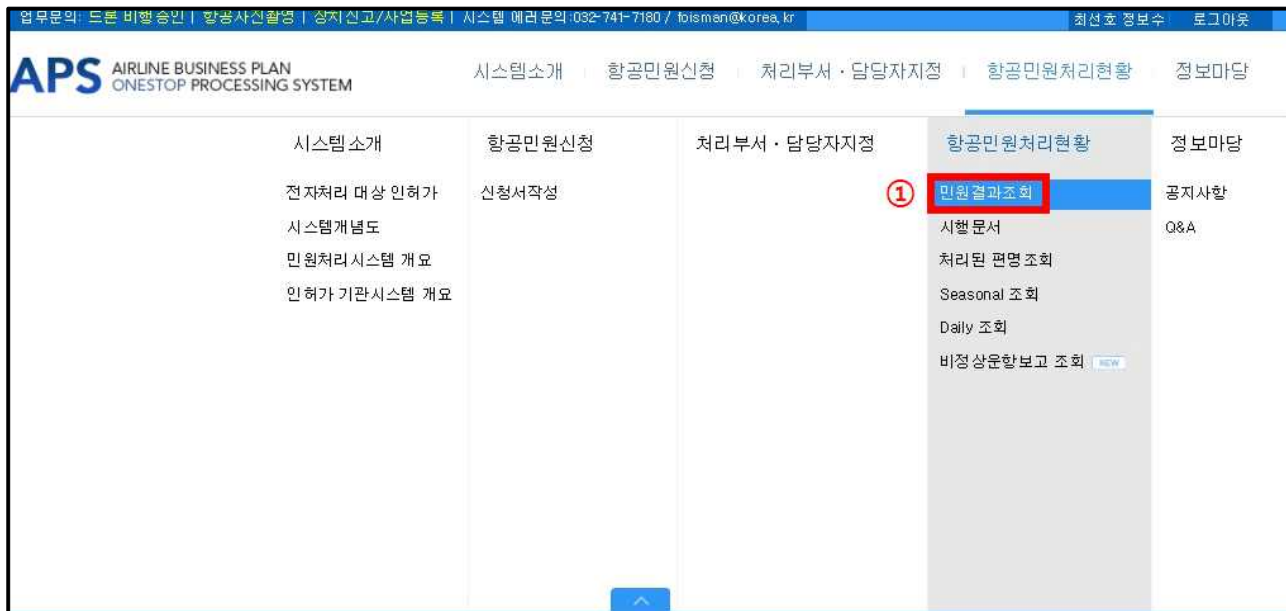 업무문의: 드론 비행승인 | 항공사진촬영 | 장치신고/사업등록 | 시스템 에러문의:032-741-7180 / foisman@korea.kr 최선호 정보수 로그아웃
APS AIRLINE BUSINESS PLAN
ONESTOP PROCESSING SYSTEM
시스템소개 항공민원신청 처리부서·담당자지정 항공민원처리현황 정보마당
시스템소개 항공민원신청 처리부서·담당자지정 항공민원처리현황 정보마당
전자처리 대상 인허가 신청서작성 ① 민원결과조회 공지사항
시스템개념도 시행문서 Q&A
민원처리시스템 개요 처리된 편명조회
인허가 기관시스템 개요 Seasonal 조회
Daily 조회
비정상운항보고 조회 NEW